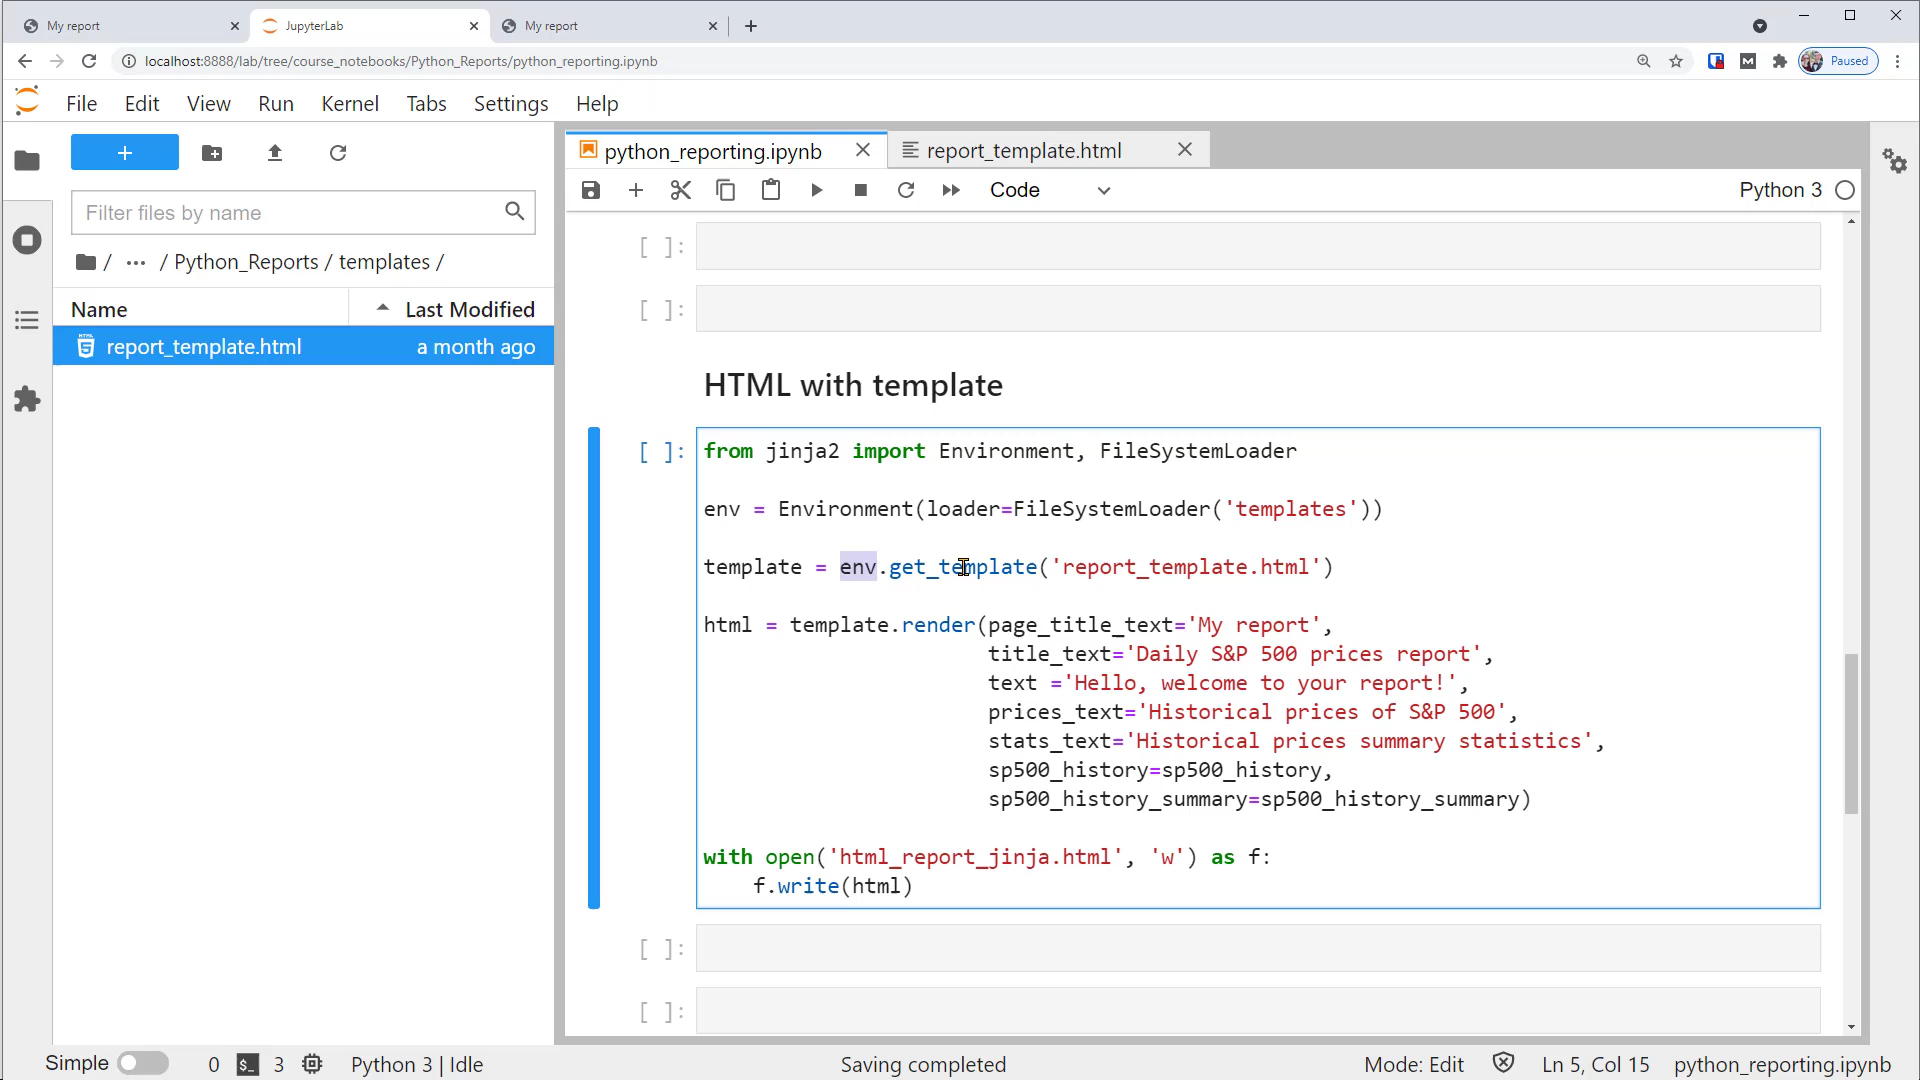 My report
JupyterLab
My report
localhost:8888/lab/tree/course_notebooks/Python_Reports/python_reporting.ipynb
M
Paused
File Edit View Run Kernel Tabs Settings Help
python_reporting.ipynb
report_template.html
Code
Python 3
Filter files by name
/ ... / Python_Reports / templates /
Name
Last Modified
report_template.html
a month ago
[ ]:
[ ]:
HTML with template
[ ]:
from jinja2 import Environment, FileSystemLoader
env = Environment(loader=FileSystemLoader('templates'))
template = env.get_template('report_template.html')
html = template.render(page_title_text='My report',
title_text='Daily S&P 500 prices report',
text ='Hello, welcome to your report!',
prices_text='Historical prices of S&P 500',
stats_text='Historical prices summary statistics',
sp500_history=sp500_history,
sp500_history_summary=sp500_history_summary)
with open('html_report_jinja.html', 'w') as f:
f.write(html)
[ ]:
[ ]:
Simple
0
3
Python 3 | Idle
Saving completed
Mode: Edit
Ln 5, Col 15
python_reporting.ipynb